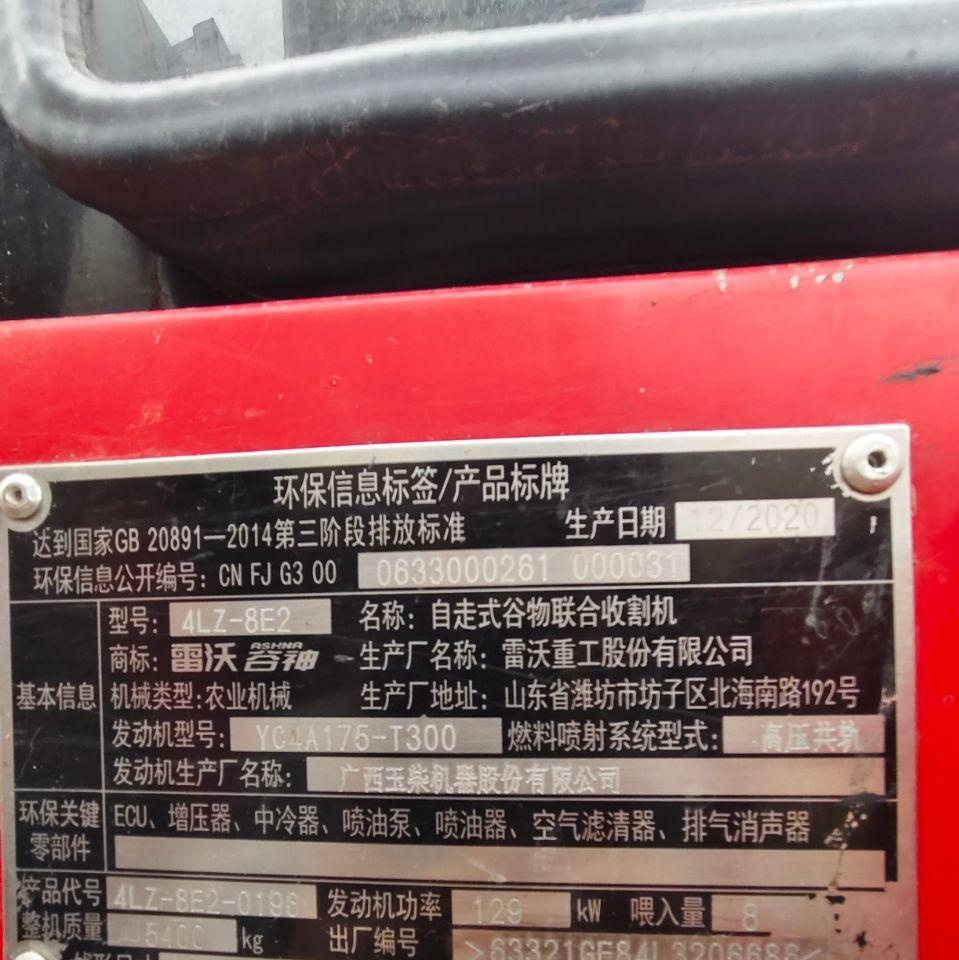 环保信息标签/产品标牌
达到国家GB 20891—2014第三阶段排放标准 生产日期 12/2020
环保信息公开编号: CN FJ G3 00 0633000261 000031
型号: 4LZ-8E2 名称: 自走式谷物联合收割机
商标: 雷沃 ASHNA 谷神 生产厂名称: 雷沃重工股份有限公司
基本信息 机械类型: 农业机械 生产厂地址: 山东省潍坊市坊子区北海南路192号
发动机型号: YC4A175-T300 燃料喷射系统型式: 高压共轨
发动机生产厂名称: 广西玉柴机器股份有限公司
环保关键零部件 ECU、增压器、中冷器、喷油泵、喷油器、空气滤清器、排气消声器
产品代号 4LZ-8E2-0196 发动机功率 129 kW 喂入量 8
整机质量 5400 kg 出厂编号 >63321GE84L3206686<